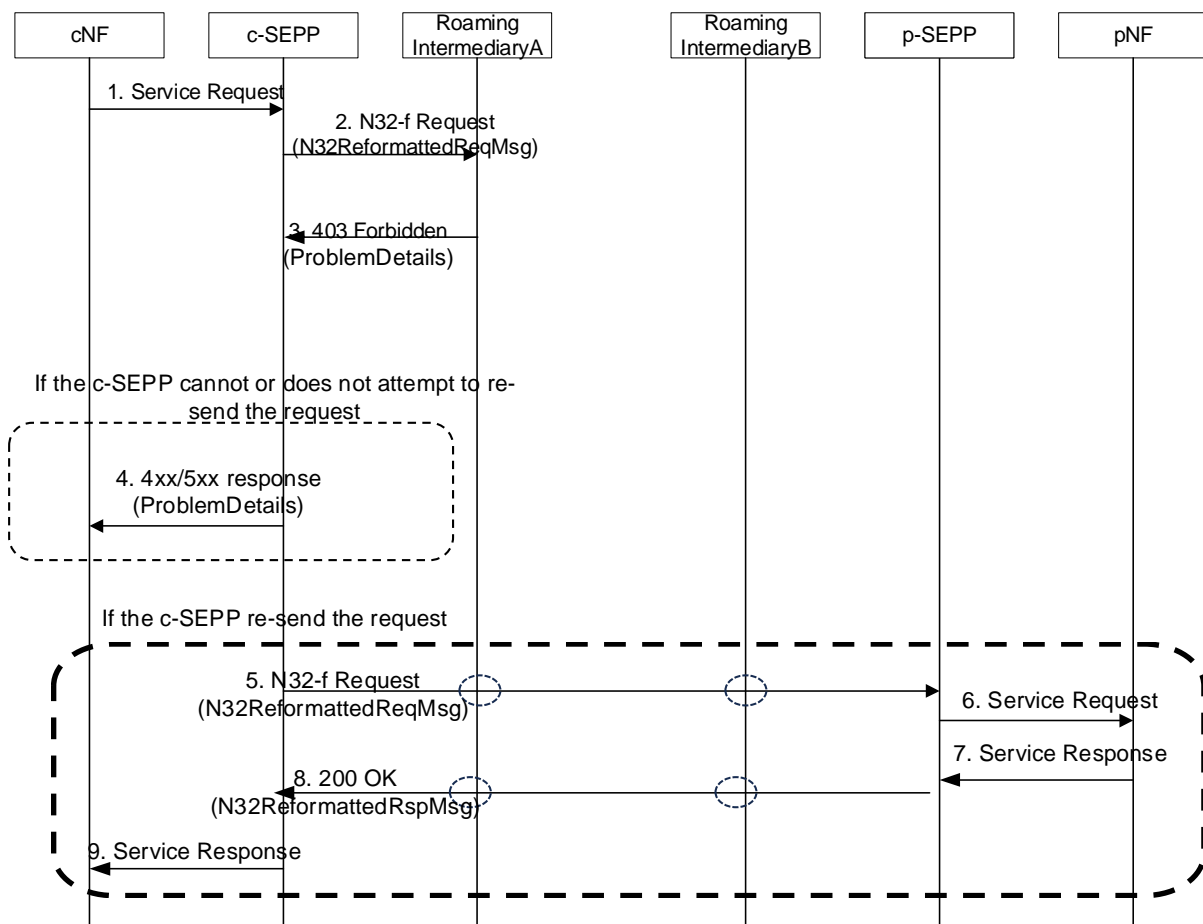 cNF
c-SEPP
Roaming
IntermediaryA
Roaming
IntermediaryB
p-SEPP
pNF
1. Service Request
2. N32-f Request
(N32ReformattedReqMsg)
3. 403 Forbidden
(ProblemDetails)
If the c-SEPP cannot or does not attempt to re-
send the request
4. 4xx/5xx response
(ProblemDetails)
If the c-SEPP re-send the request
5. N32-f Request
(N32ReformattedReqMsg)
6. Service Request
7. Service Response
8. 200 OK
(N32ReformattedRspMsg)
9. Service Response